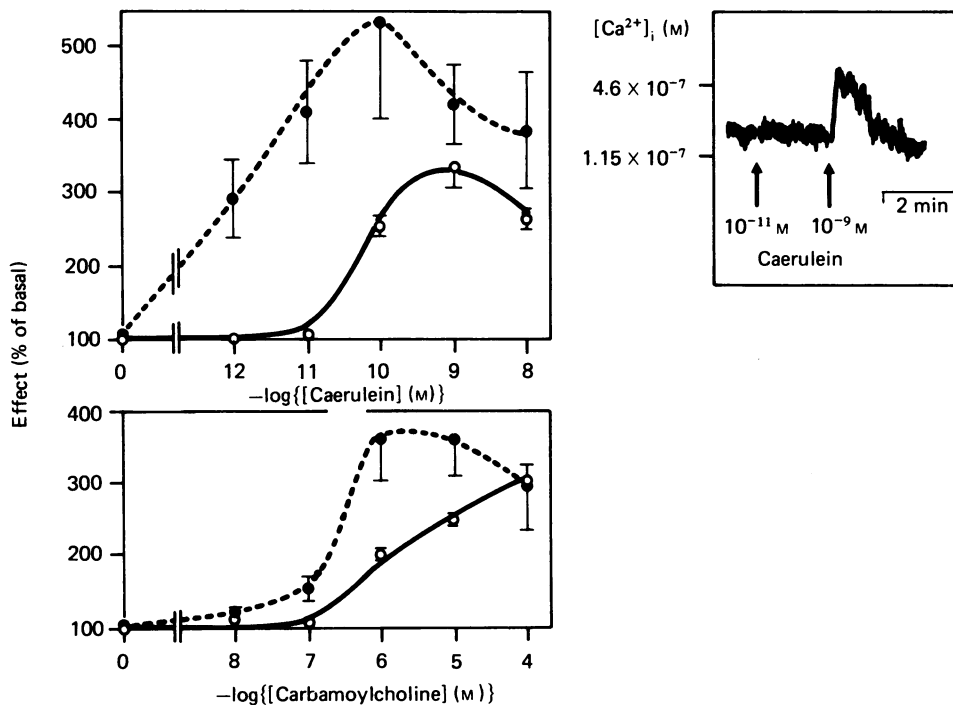 Effect (% of basal)
500
400
300
200
100
0 12 11 10 9 8
—log{[Caerulein] (M)}
400
300
200
100
0 8 7 6 5 4
—log{[Carbamoylcholine] (M)}
[Ca²⁺]ᵢ (M)
4.6 × 10⁻⁷
1.15 × 10⁻⁷
2 min
10⁻¹¹ M 10⁻⁹ M
Caerulein